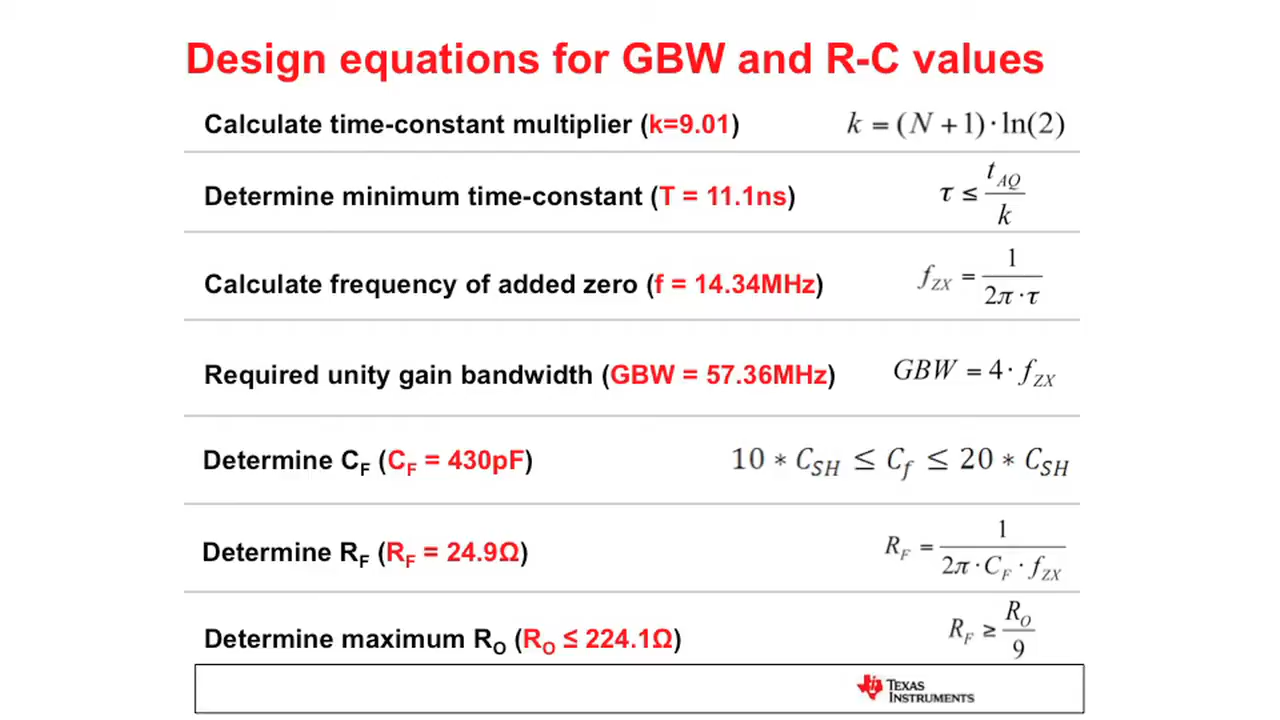 Design equations for GBW and R-C values
Calculate time-constant multiplier (k=9.01) k = (N + 1) · ln(2)
Determine minimum time-constant (T = 11.1ns) τ ≤ t_AQ / k
Calculate frequency of added zero (f = 14.34MHz) f_ZX = 1 / 2π · τ
Required unity gain bandwidth (GBW = 57.36MHz) GBW = 4 · f_ZX
Determine C_F (C_F = 430pF) 10 * C_SH ≤ C_f ≤ 20 * C_SH
Determine R_F (R_F = 24.9Ω) R_F = 1 / 2π · C_F · f_ZX
Determine maximum R_O (R_O ≤ 224.1Ω) R_F ≥ R_O / 9
TEXAS
INSTRUMENTS